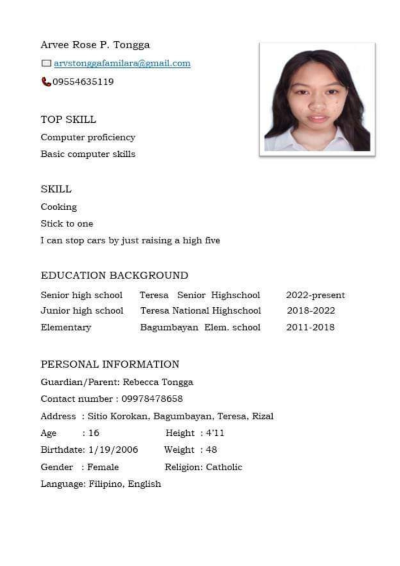 Arvee Rose P. Tongga
arvstonggafamilara@gmail.com
09554635119
TOP SKILL
Computer proficiency
Basic computer skills
SKILL
Cooking
Stick to one
I can stop cars by just raising a high five
EDUCATION BACKGROUND
Senior high school Teresa Senior Highschool 2022-present
Junior high school Teresa National Highschool 2018-2022
Elementary Bagumbayan Elem. school 2011-2018
PERSONAL INFORMATION
Guardian/Parent: Rebecca Tongga
Contact number : 09978478658
Address : Sitio Korokan, Bagumbayan, Teresa, Rizal
Age : 16 Height : 4'11
Birthdate: 1/19/2006 Weight : 48
Gender : Female Religion: Catholic
Language: Filipino, English